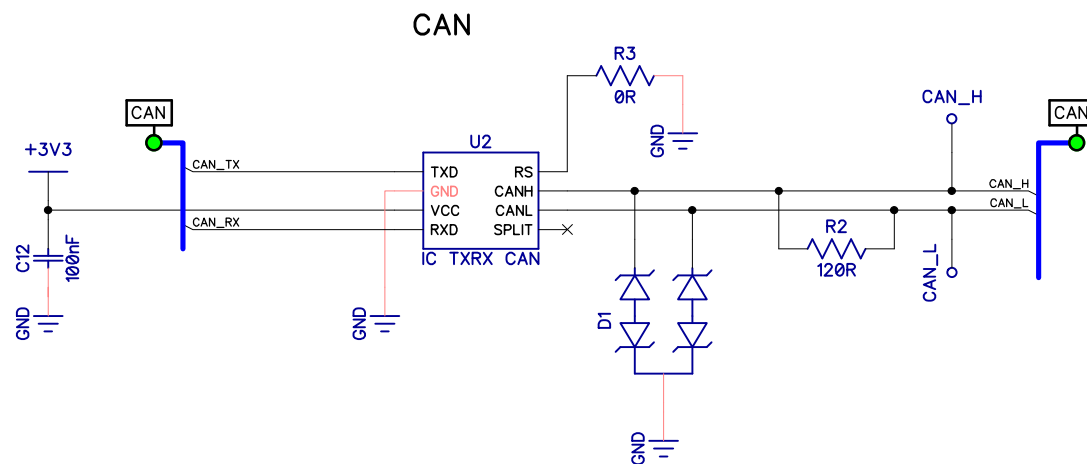 CAN
R3
0R
GND
CAN
CAN_H
CAN
+3V3
U2
CAN_TX
TXD
RS
GND
CANH
CAN_H
VCC
CANL
CAN_L
CAN_RX
RXD
SPLIT
IC TXRX CAN
R2
120R
CAN_L
C12
100nF
GND
GND
D1
GND